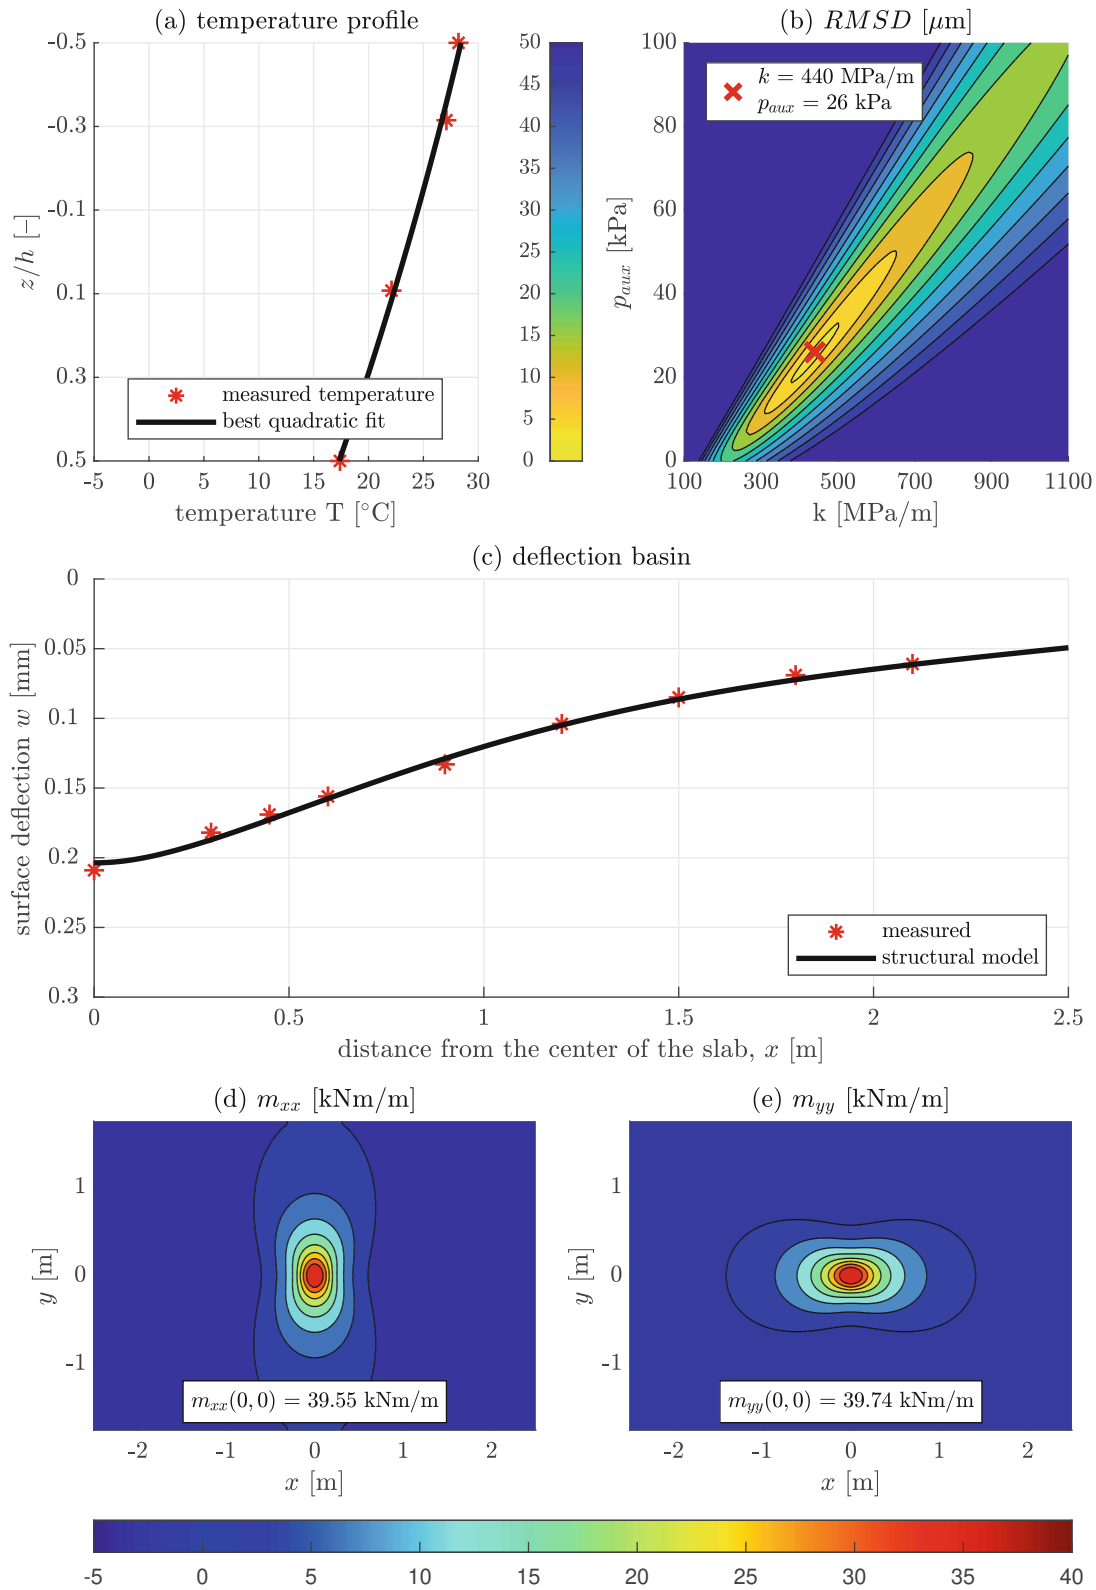 (a) temperature profile
-0.5
-0.3
-0.1
0.1
0.3
0.5
z/h [–]
measured temperature
best quadratic fit
-5 0 5 10 15 20 25 30
temperature T [°C]
50
45
40
35
30
25
20
15
10
5
0
(b) RMSD [μm]
100
80
60
40
20
0
p_aux [kPa]
k = 440 MPa/m
p_aux = 26 kPa
100 300 500 700 900 1100
k [MPa/m]
(c) deflection basin
0
0.05
0.1
0.15
0.2
0.25
0.3
surface deflection w [mm]
measured
structural model
0 0.5 1 1.5 2 2.5
distance from the center of the slab, x [m]
(d) m_xx [kNm/m]
1
0
-1
y [m]
m_xx(0, 0) = 39.55 kNm/m
-2 -1 0 1 2
x [m]
(e) m_yy [kNm/m]
1
0
-1
y [m]
m_yy(0, 0) = 39.74 kNm/m
-2 -1 0 1 2
x [m]
-5 0 5 10 15 20 25 30 35 40